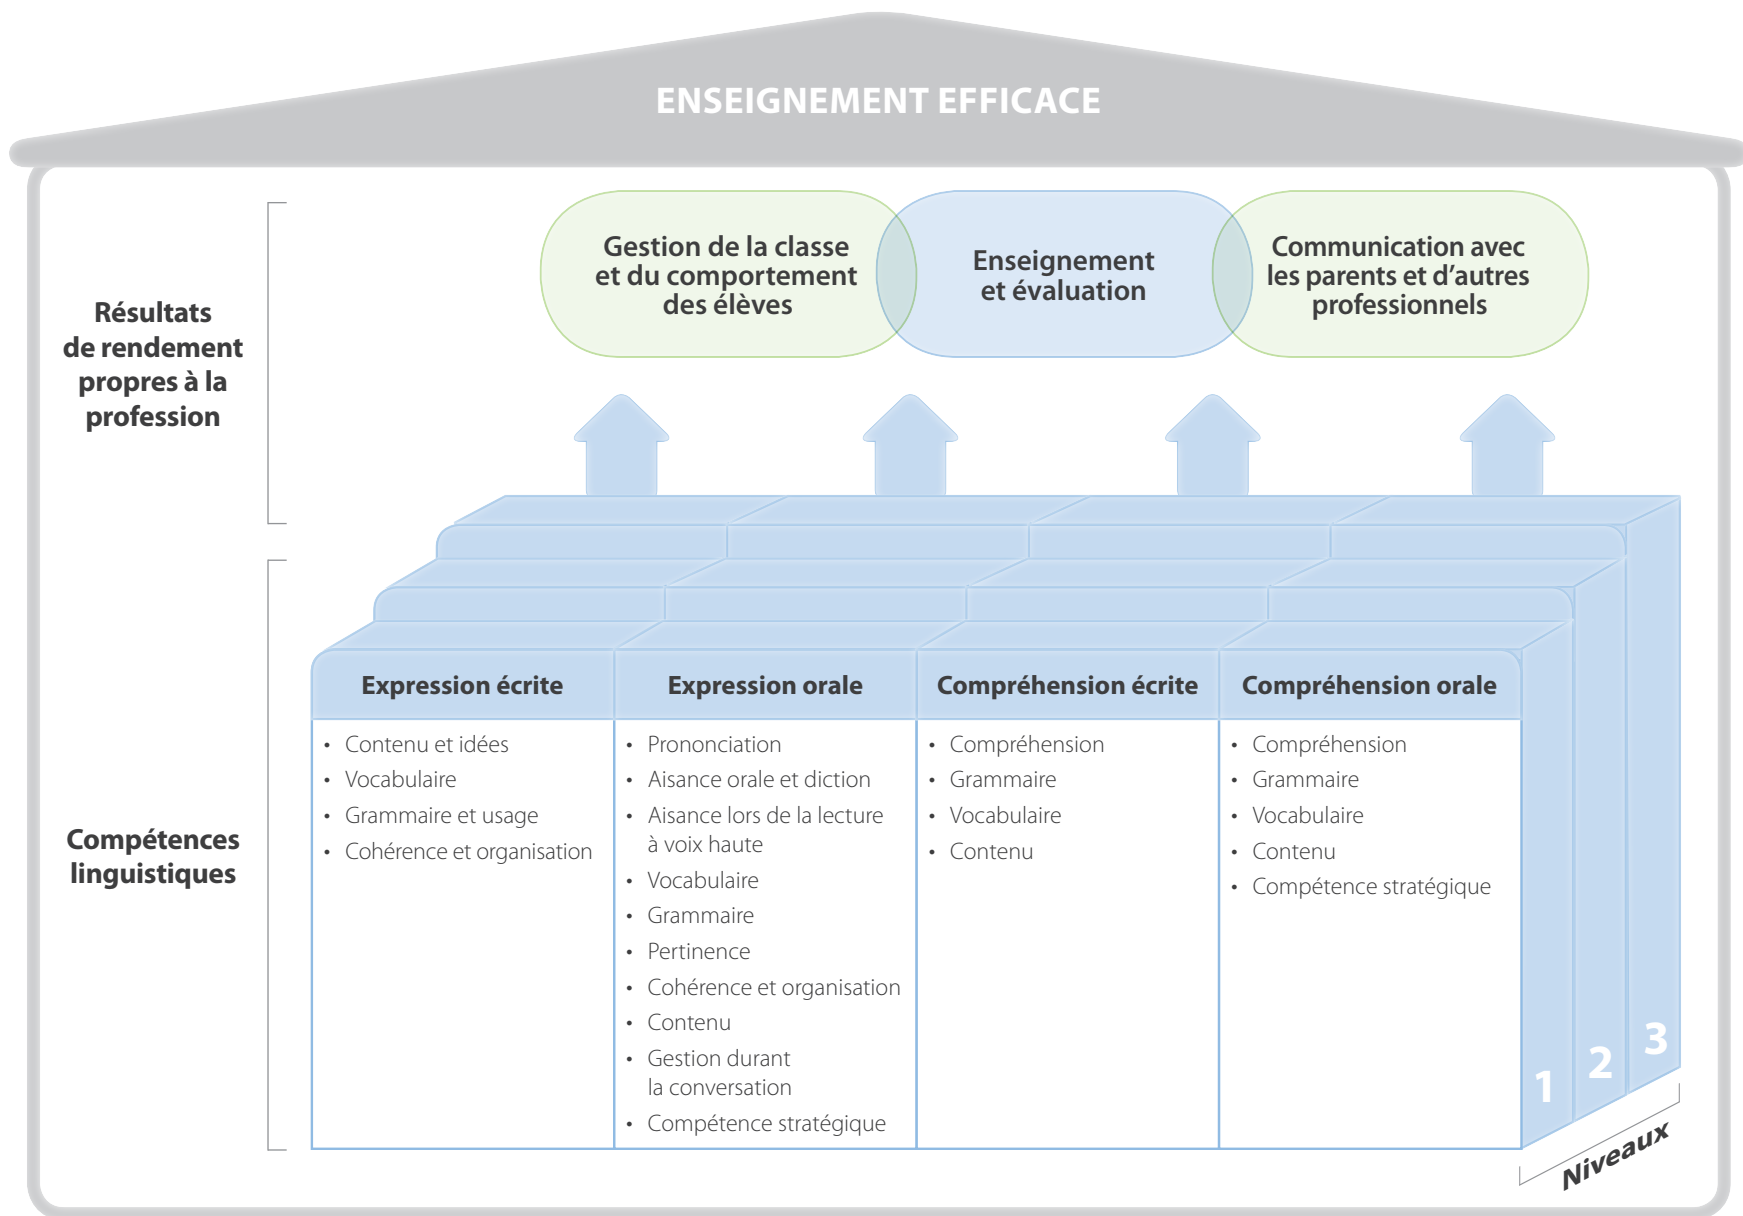 ENSEIGNEMENT EFFICACE
Résultats
de rendement
propres à la
profession
Gestion de la classe
et du comportement
des élèves
Enseignement
et évaluation
Communication avec
les parents et d’autres
professionnels
Compétences
linguistiques
Expression écrite
• Contenu et idées
• Vocabulaire
• Grammaire et usage
• Cohérence et organisation
Expression orale
• Prononciation
• Aisance orale et diction
• Aisance lors de la lecture
à voix haute
• Vocabulaire
• Grammaire
• Pertinence
• Cohérence et organisation
• Contenu
• Gestion durant
la conversation
• Compétence stratégique
Compréhension écrite
• Compréhension
• Grammaire
• Vocabulaire
• Contenu
Compréhension orale
• Compréhension
• Grammaire
• Vocabulaire
• Contenu
• Compétence stratégique
1
2
3
Niveaux